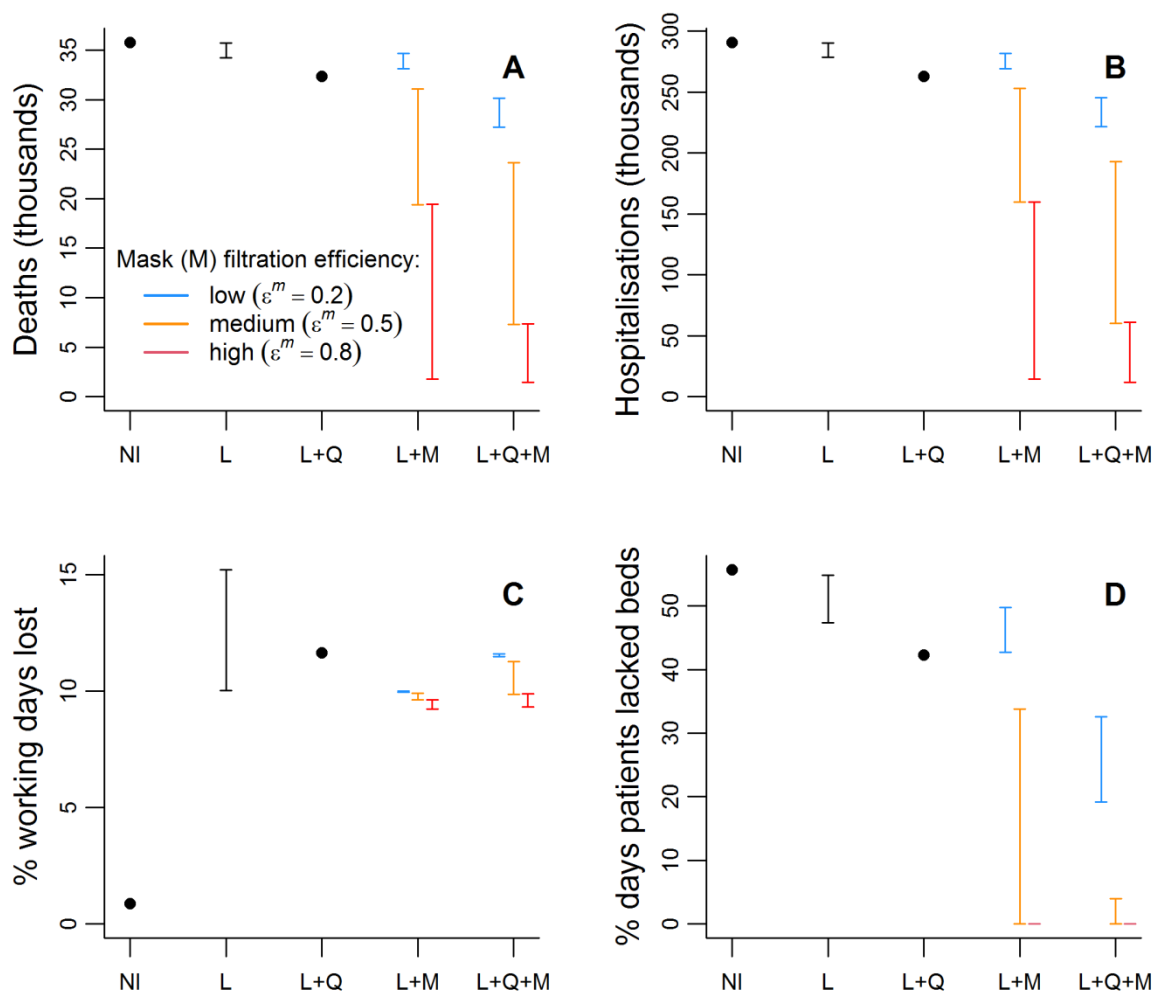 A
Deaths (thousands)
35
30
25
20
15
10
5
0
Mask (M) filtration efficiency:
low (εᵐ = 0.2)
medium (εᵐ = 0.5)
high (εᵐ = 0.8)
NI L L+Q L+M L+Q+M
B
Hospitalisations (thousands)
300
250
200
150
100
50
0
NI L L+Q L+M L+Q+M
C
% working days lost
15
10
5
0
NI L L+Q L+M L+Q+M
D
% days patients lacked beds
50
40
30
20
10
0
NI L L+Q L+M L+Q+M